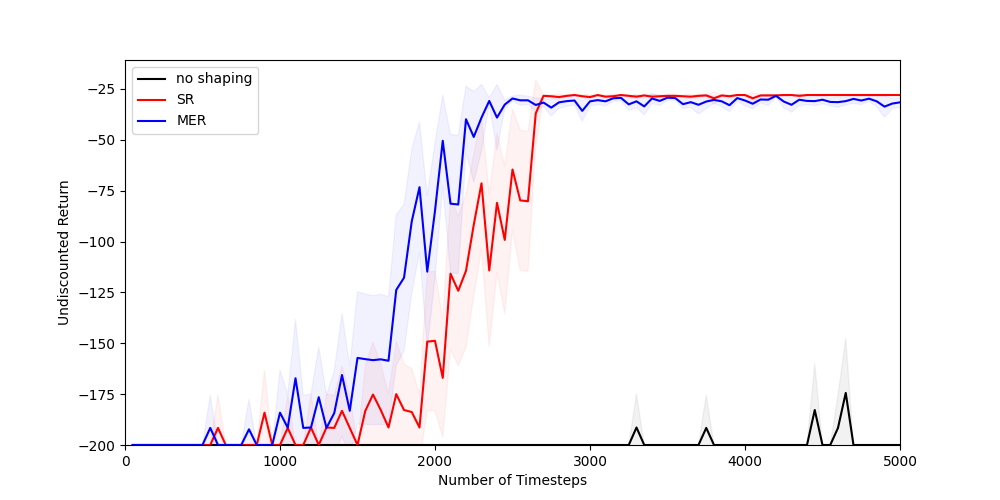 no shaping
SR
MER
Undiscounted Return
−25
−50
−75
−100
−125
−150
−175
−200
0 1000 2000 3000 4000 5000
Number of Timesteps